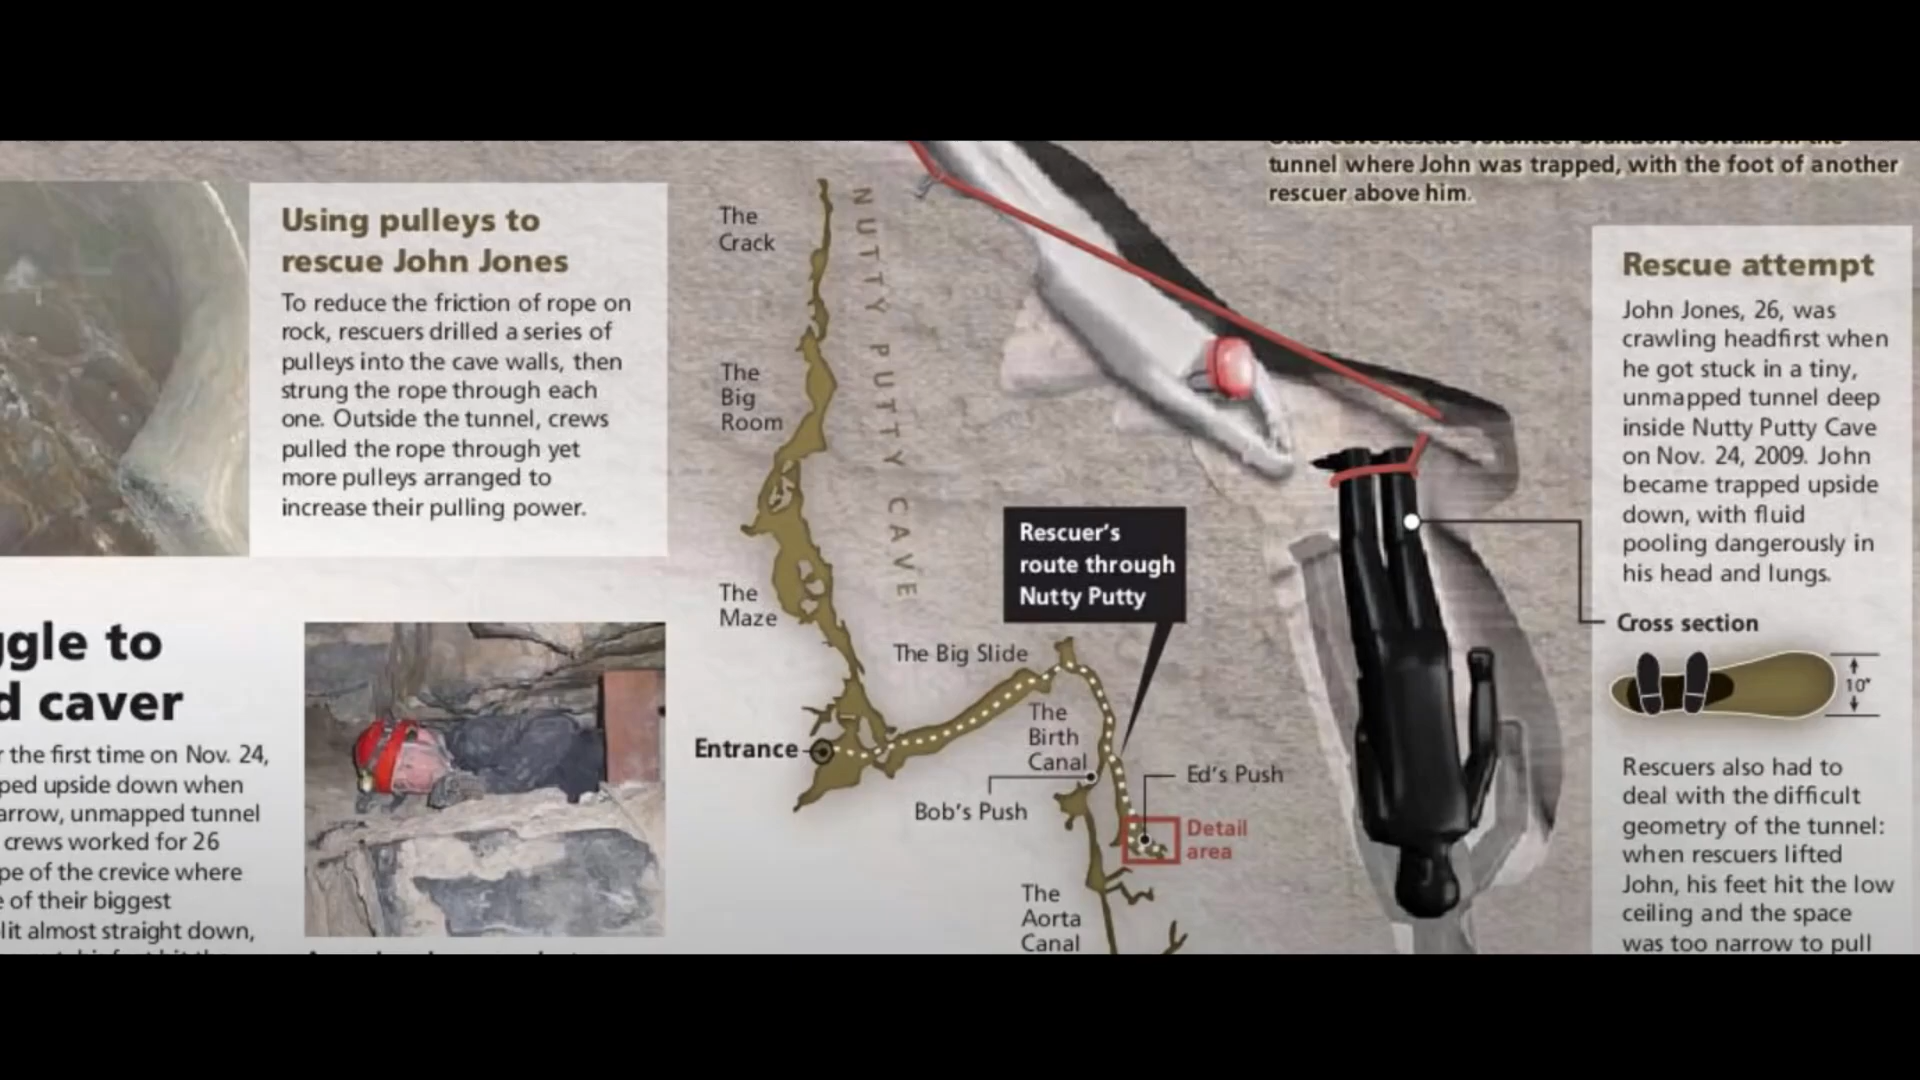 tunnel where John was trapped, with the foot of another
rescuer above him.
Using pulleys to
rescue John Jones
To reduce the friction of rope on
rock, rescuers drilled a series of
pulleys into the cave walls, then
strung the rope through each
one. Outside the tunnel, crews
pulled the rope through yet
more pulleys arranged to
increase their pulling power.
ggle to
d caver
r the first time on Nov. 24,
ped upside down when
arrow, unmapped tunnel
crews worked for 26
pe of the crevice where
e of their biggest
lit almost straight down,
The
Crack
The
Big
Room
The
Maze
NUTTY PUTTY CAVE
Rescuer's
route through
Nutty Putty
The Big Slide
Entrance
The
Birth
Canal
Bob's Push
Ed's Push
Detail
area
The
Aorta
Canal
Rescue attempt
John Jones, 26, was
crawling headfirst when
he got stuck in a tiny,
unmapped tunnel deep
inside Nutty Putty Cave
on Nov. 24, 2009. John
became trapped upside
down, with fluid
pooling dangerously in
his head and lungs.
Cross section
10"
Rescuers also had to
deal with the difficult
geometry of the tunnel:
when rescuers lifted
John, his feet hit the low
ceiling and the space
was too narrow to pull